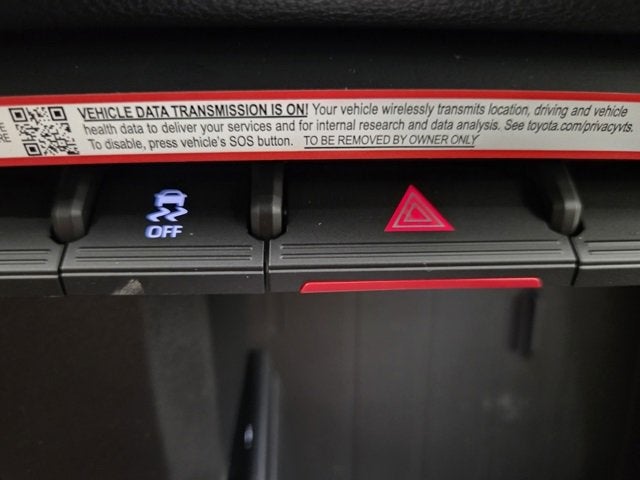 VEHICLE DATA TRANSMISSION IS ON! Your vehicle wirelessly transmits location, driving and vehicle
health data to deliver your services and for internal research and data analysis. See toyota.com/privacyvts.
To disable, press vehicle's SOS button. TO BE REMOVED BY OWNER ONLY
OFF